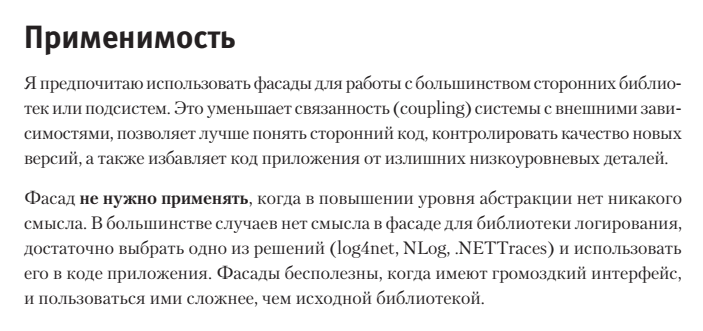 Применимость
Я предпочитаю использовать фасады для работы с большинством сторонних библио-
тек или подсистем. Это уменьшает связанность (coupling) системы с внешними зави-
симостями, позволяет лучше понять сторонний код, контролировать качество новых
версий, а также избавляет код приложения от излишних низкоуровневых деталей.
Фасад не нужно применять, когда в повышении уровня абстракции нет никакого
смысла. В большинстве случаев нет смысла в фасаде для библиотеки логирования,
достаточно выбрать одно из решений (log4net, NLog, .NETTraces) и использовать
его в коде приложения. Фасады бесполезны, когда имеют громоздкий интерфейс,
и пользоваться ими сложнее, чем исходной библиотекой.